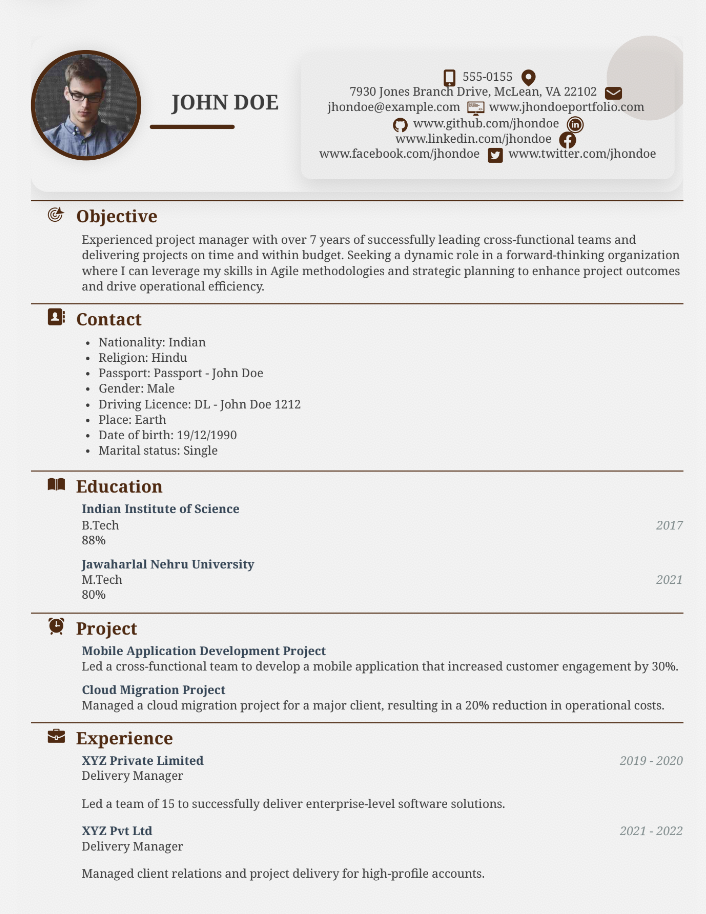 JOHN DOE
555-0155
7930 Jones Branch Drive, McLean, VA 22102
jhondoe@example.com www.jhondoeportfolio.com
www.github.com/jhondoe
www.linkedin.com/jhondoe
www.facebook.com/jhondoe www.twitter.com/jhondoe
Objective
Experienced project manager with over 7 years of successfully leading cross-functional teams and
delivering projects on time and within budget. Seeking a dynamic role in a forward-thinking organization
where I can leverage my skills in Agile methodologies and strategic planning to enhance project outcomes
and drive operational efficiency.
Contact
• Nationality: Indian
• Religion: Hindu
• Passport: Passport - John Doe
• Gender: Male
• Driving Licence: DL - John Doe 1212
• Place: Earth
• Date of birth: 19/12/1990
• Marital status: Single
Education
Indian Institute of Science
B.Tech 2017
88%
Jawaharlal Nehru University
M.Tech 2021
80%
Project
Mobile Application Development Project
Led a cross-functional team to develop a mobile application that increased customer engagement by 30%.
Cloud Migration Project
Managed a cloud migration project for a major client, resulting in a 20% reduction in operational costs.
Experience
XYZ Private Limited 2019 - 2020
Delivery Manager
Led a team of 15 to successfully deliver enterprise-level software solutions.
XYZ Pvt Ltd 2021 - 2022
Delivery Manager
Managed client relations and project delivery for high-profile accounts.